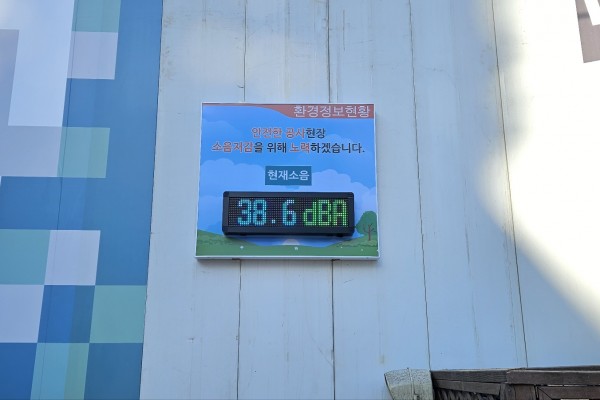 환경정보현황
안전한 공사현장
소음저감을 위해 노력하겠습니다.
현재소음
38.6 dBA